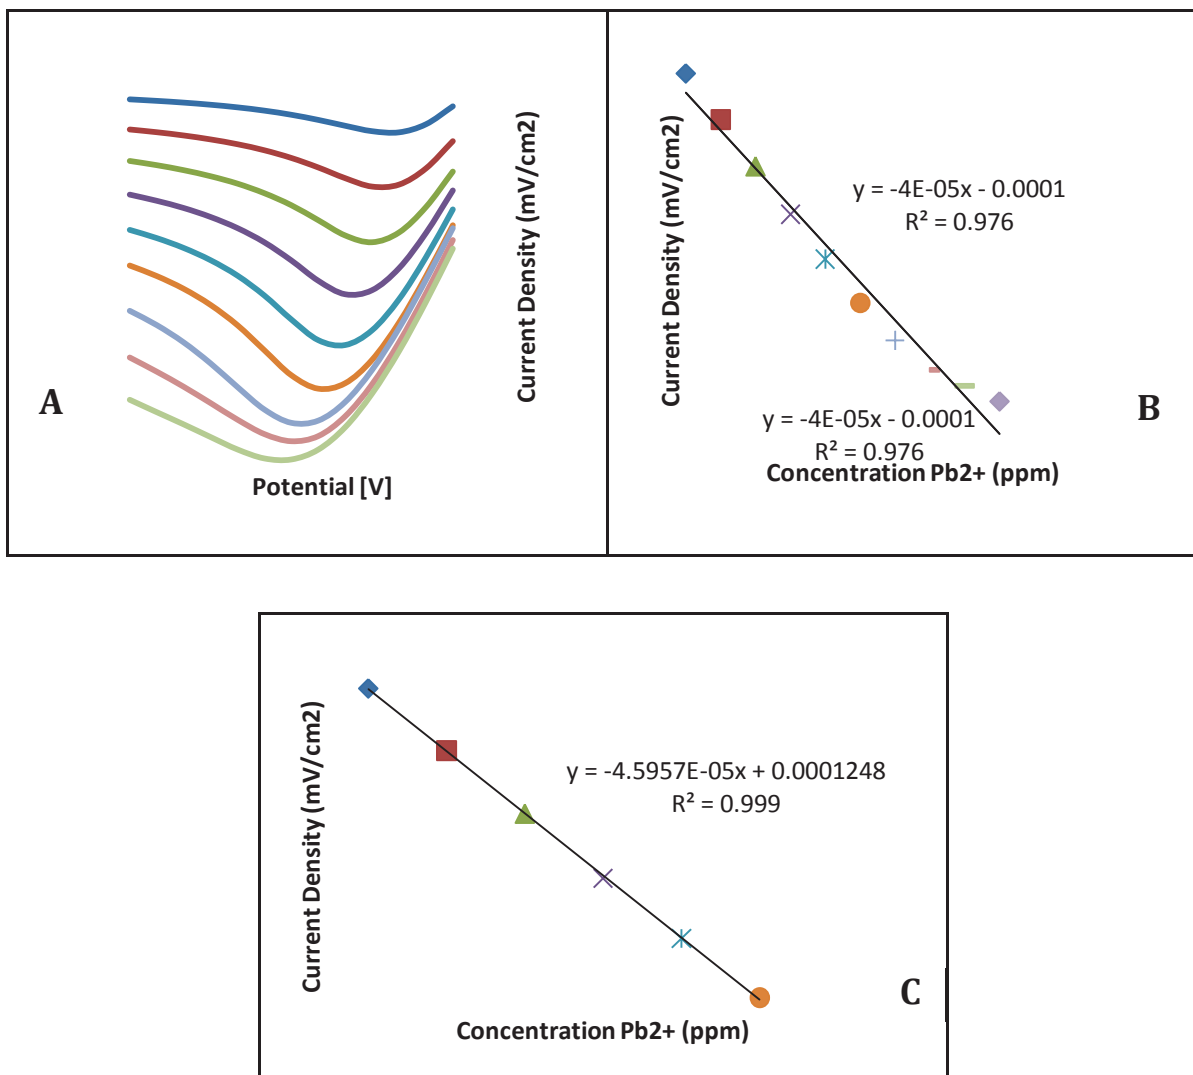 A
Potential [V]
Current Density (mV/cm2)
Current Density (mV/cm2)
y = -4E-05x - 0.0001
R² = 0.976
y = -4E-05x - 0.0001
R² = 0.976
Concentration Pb2+ (ppm)
B
Current Density (mV/cm2)
y = -4.5957E-05x + 0.0001248
R² = 0.999
Concentration Pb2+ (ppm)
C